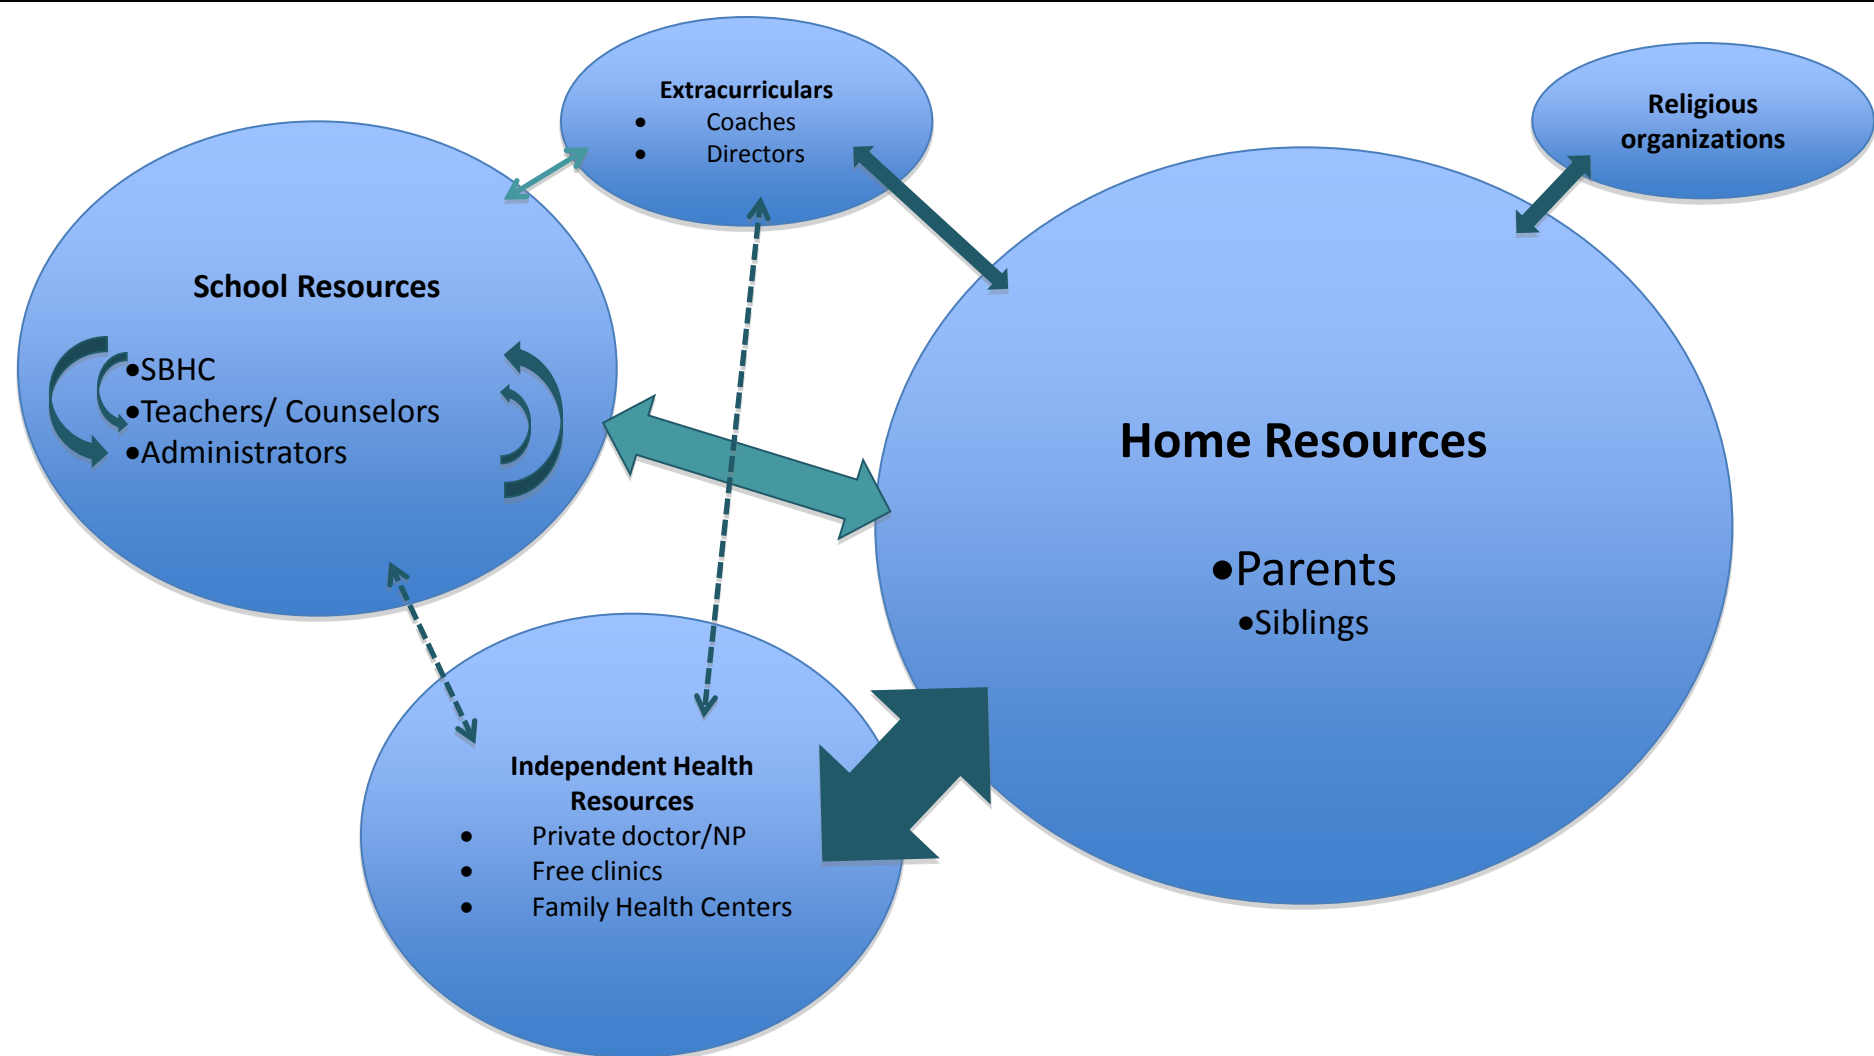 Extracurriculars
• Coaches
• Directors
Religious
organizations
School Resources
•SBHC
•Teachers/ Counselors
•Administrators
Home Resources
•Parents
•Siblings
Independent Health
Resources
• Private doctor/NP
• Free clinics
• Family Health Centers